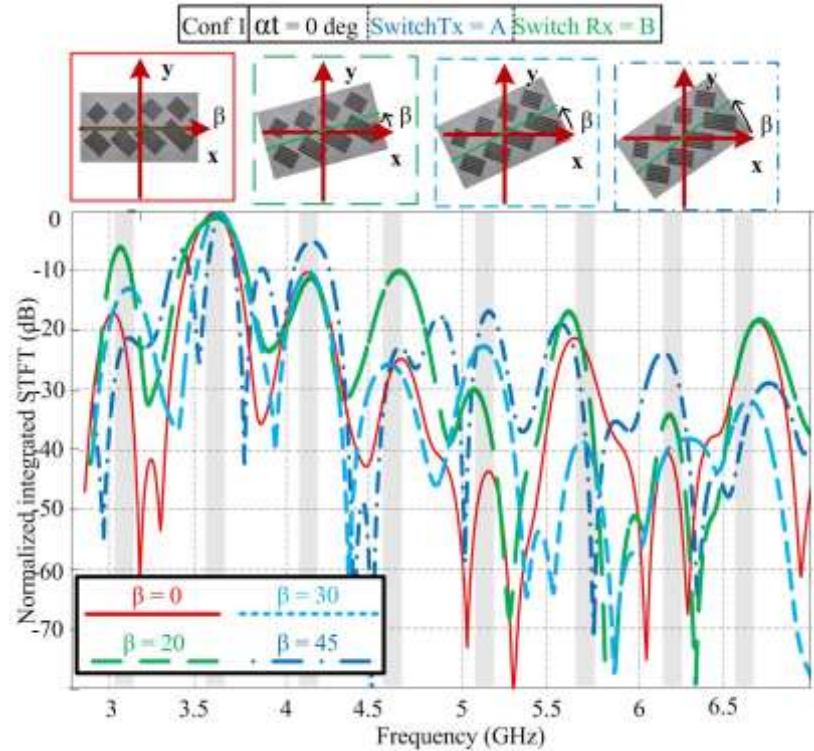 Conf I αt = 0 deg SwitchTx = A Switch Rx = B
y y y y
β β β β
x x x x
Normalized integrated STFT (dB)
0
-10
-20
-30
-40
-50
-60
-70
β = 0 β = 30
β = 20 β = 45
3 3.5 4 4.5 5 5.5 6 6.5
Frequency (GHz)